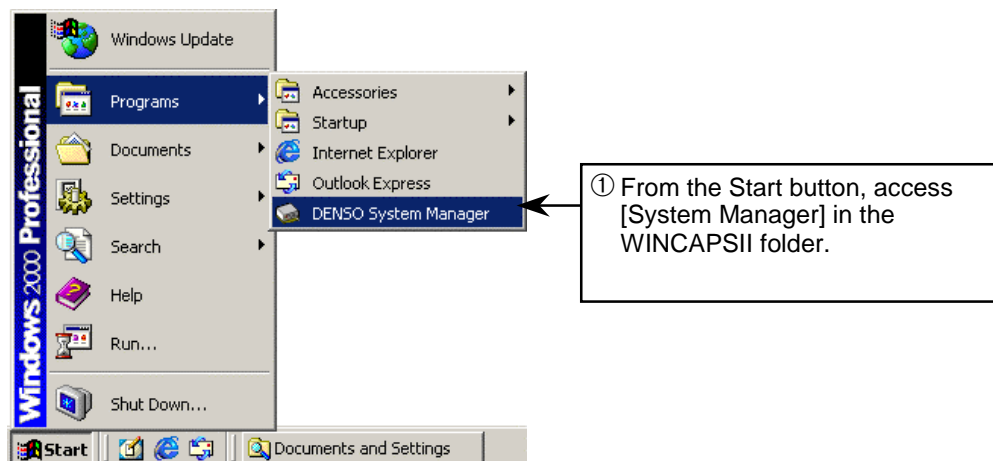 Windows 2000 Professional
Windows Update
Programs
Documents
Settings
Search
Help
Run...
Shut Down...
Accessories
Startup
Internet Explorer
Outlook Express
DENSO System Manager
① From the Start button, access
[System Manager] in the
WINCAPSII folder.
Start
Documents and Settings